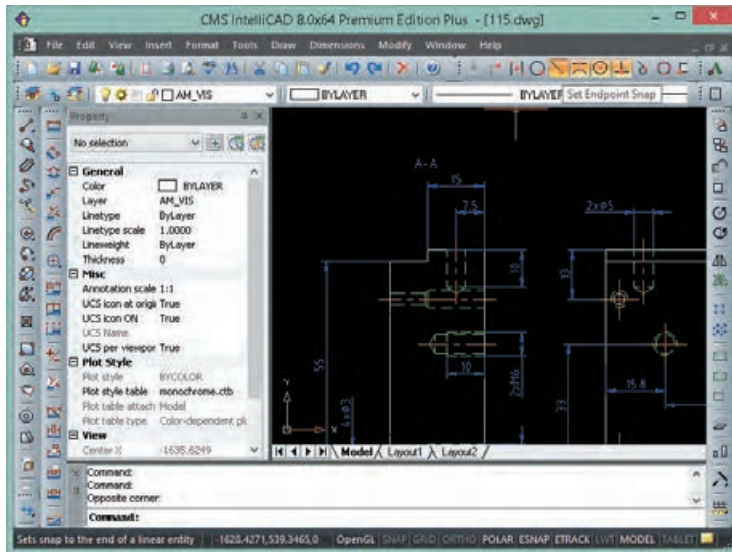 CMS IntelliCAD 8.0x64 Premium Edition Plus - [115.dwg]
File Edit View Insert Format Tools Draw Dimensions Modify Window Help
AM_VIS BYLAYER BYLAYER Set Endpoint Snap
Property
No selection
General
Color BYLAYER
Layer AM_VIS
Linetype ByLayer
Linetype scale 1.0000
Lineweight ByLayer
Thickness 0
Misc
Annotation scale 1:1
UCS icon at origi True
UCS icon ON True
UCS Name
UCS per viewpor True
Plot Style
Plot style BYCOLOR
Plot style table monochrome.ctb
Plot table attach Model
Plot table type Color-dependent pl
View
Center X -1635.6249
A-A
15
7.5
2xø5
10
13
55
10
2xM6
4xø3
33
15.8
Y
X
Model Layout1 Layout2
Command:
Command:
Opposite corner:
Command:
Sets snap to the end of a linear entity -1628.4271,539.3465,0 OpenGL SNAP GRID ORTHO POLAR ESNAP ETRACK LWT MODEL TABLET